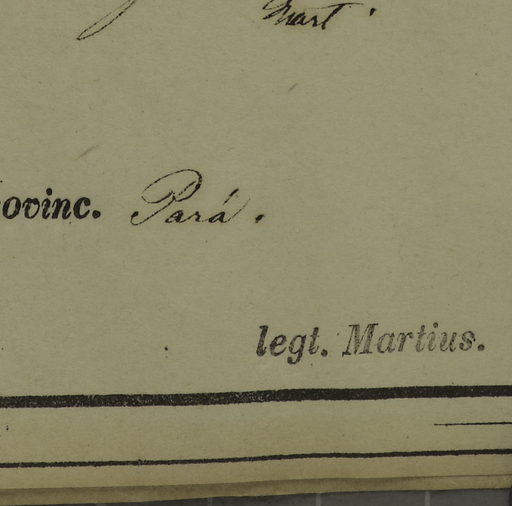 Mart.
ovinc. Pará.
legt. Martius.